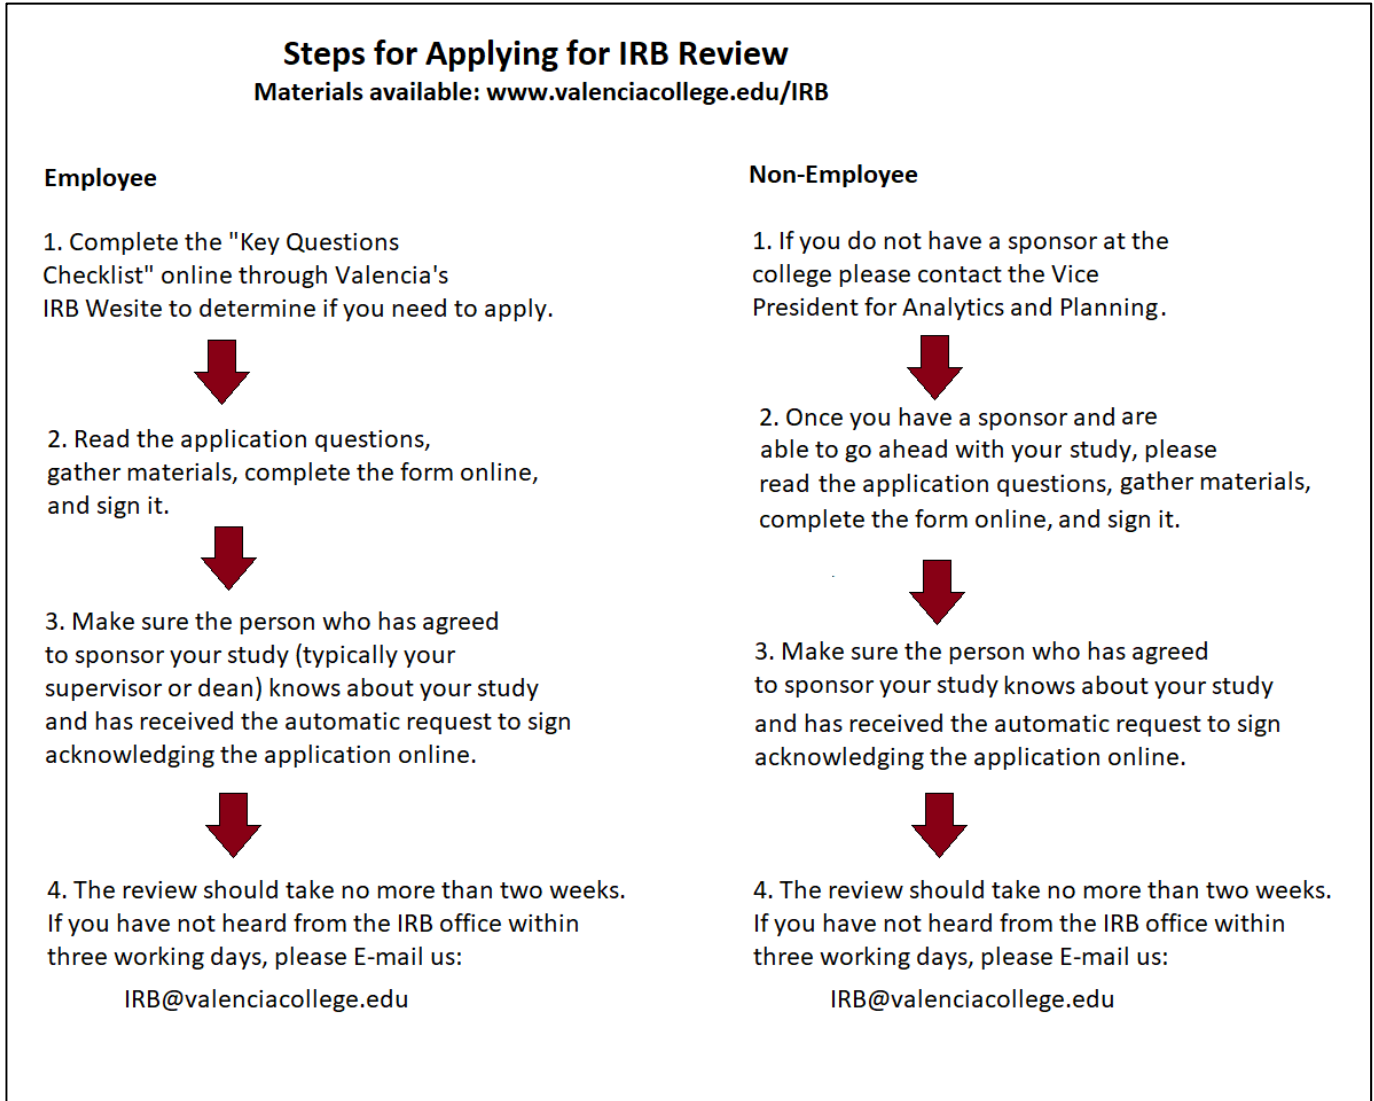 Steps for Applying for IRB Review
Materials available: www.valenciacollege.edu/IRB
Employee
1. Complete the "Key Questions
Checklist" online through Valencia's
IRB Wesite to determine if you need to apply.
2. Read the application questions,
gather materials, complete the form online,
and sign it.
3. Make sure the person who has agreed
to sponsor your study (typically your
supervisor or dean) knows about your study
and has received the automatic request to sign
acknowledging the application online.
4. The review should take no more than two weeks.
If you have not heard from the IRB office within
three working days, please E-mail us:
IRB@valenciacollege.edu
Non-Employee
1. If you do not have a sponsor at the
college please contact the Vice
President for Analytics and Planning.
2. Once you have a sponsor and are
able to go ahead with your study, please
read the application questions, gather materials,
complete the form online, and sign it.
3. Make sure the person who has agreed
to sponsor your study knows about your study
and has received the automatic request to sign
acknowledging the application online.
4. The review should take no more than two weeks.
If you have not heard from the IRB office within
three working days, please E-mail us:
IRB@valenciacollege.edu